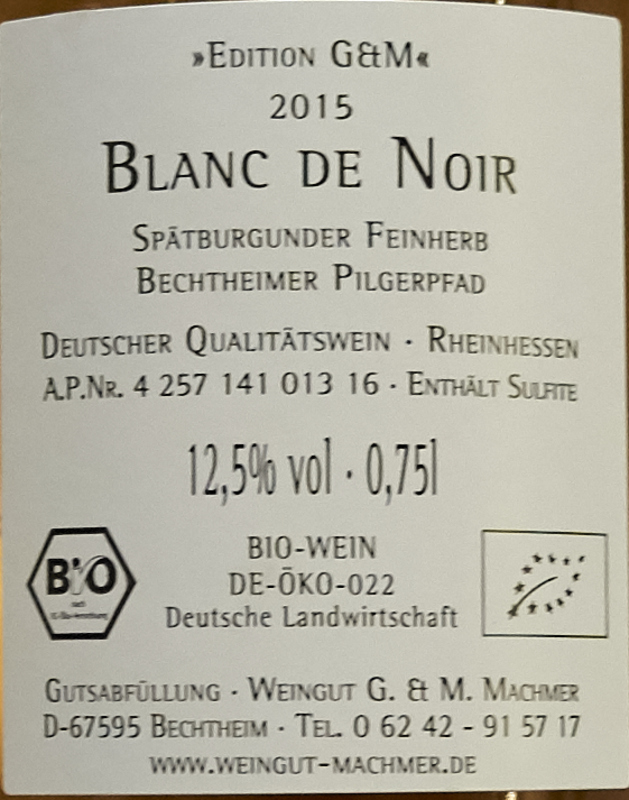 »Edition G&M«
2015
Blanc de Noir
Spätburgunder Feinherb
Bechtheimer Pilgerpfad
Deutscher Qualitätswein · Rheinhessen
A.P.Nr. 4 257 141 013 16 · Enthält Sulfite
12,5% vol · 0,75l
BIO
BIO-WEIN
DE-ÖKO-022
Deutsche Landwirtschaft
Gutsabfüllung · Weingut G. & M. Machmer
D-67595 Bechtheim · Tel. 0 62 42 - 91 57 17
www.weingut-machmer.de